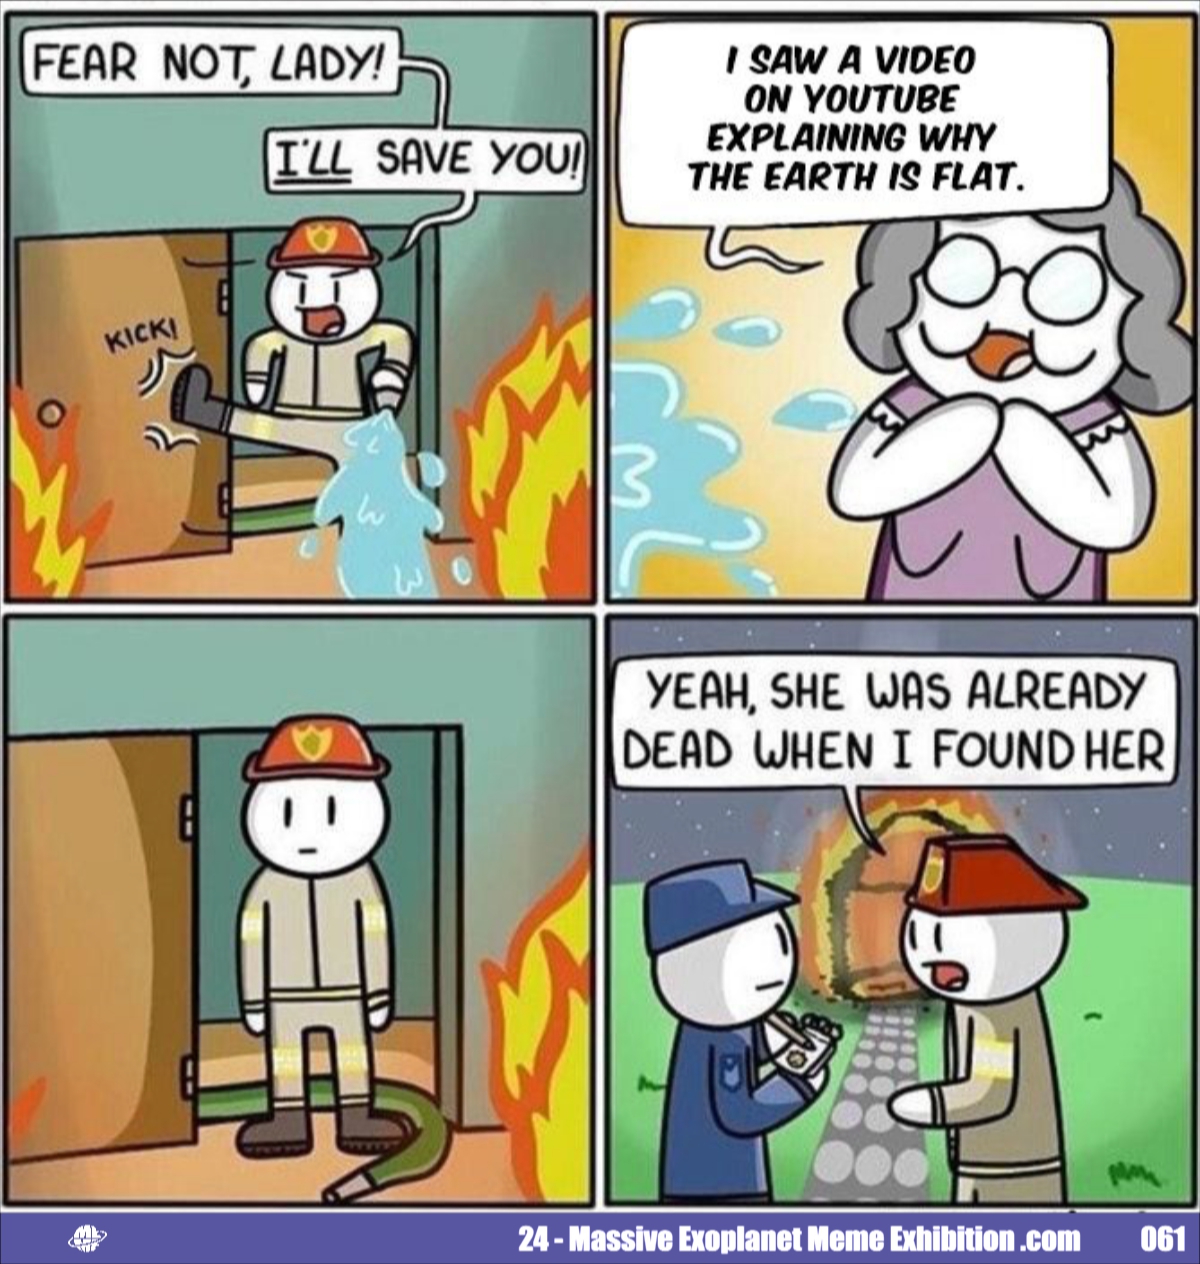 FEAR NOT, LADY!
I'LL SAVE YOU!
KICK!
I SAW A VIDEO
ON YOUTUBE
EXPLAINING WHY
THE EARTH IS FLAT.
YEAH, SHE WAS ALREADY
DEAD WHEN I FOUND HER
24 - Massive Exoplanet Meme Exhibition .com 061